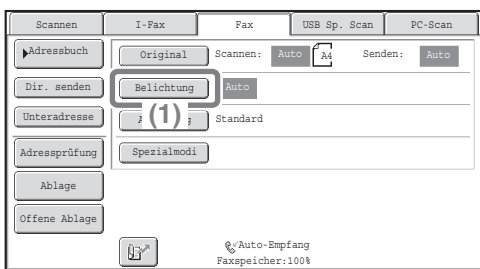 Scannen I-Fax Fax USB Sp. Scan PC-Scan
Adressbuch Original Scannen: Auto A4 Senden: Auto
Dir. senden Belichtung Auto
Unteradresse (1) Standard
Adressprüfung Spezialmodi
Ablage
Offene Ablage
Auto-Empfang
Faxspeicher:100%